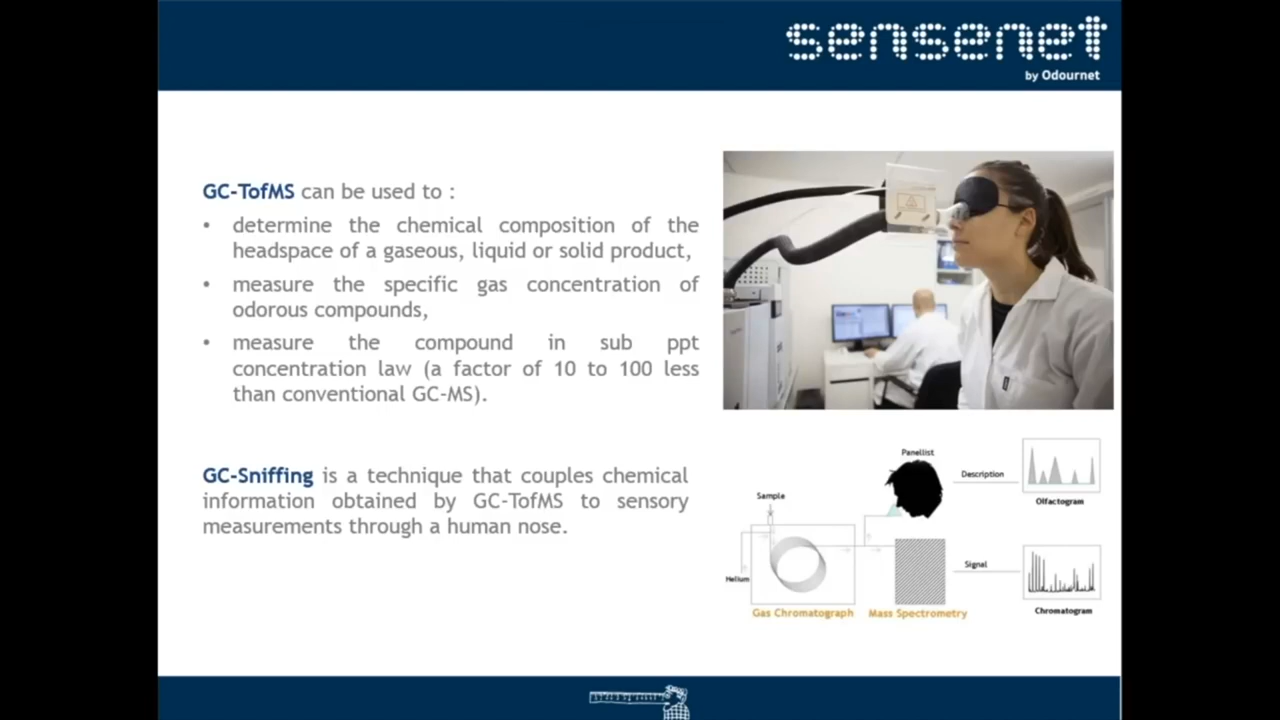 sensenet
by Odournet
GC-TofMS can be used to :
• determine the chemical composition of the
headspace of a gaseous, liquid or solid product,
• measure the specific gas concentration of
odorous compounds,
• measure the compound in sub ppt
concentration law (a factor of 10 to 100 less
than conventional GC-MS).
GC-Sniffing is a technique that couples chemical
information obtained by GC-TofMS to sensory
measurements through a human nose.
Panellist
Description
Olfactogram
Sample
Helium
Signal
Gas Chromatograph
Mass Spectrometry
Chromatogram